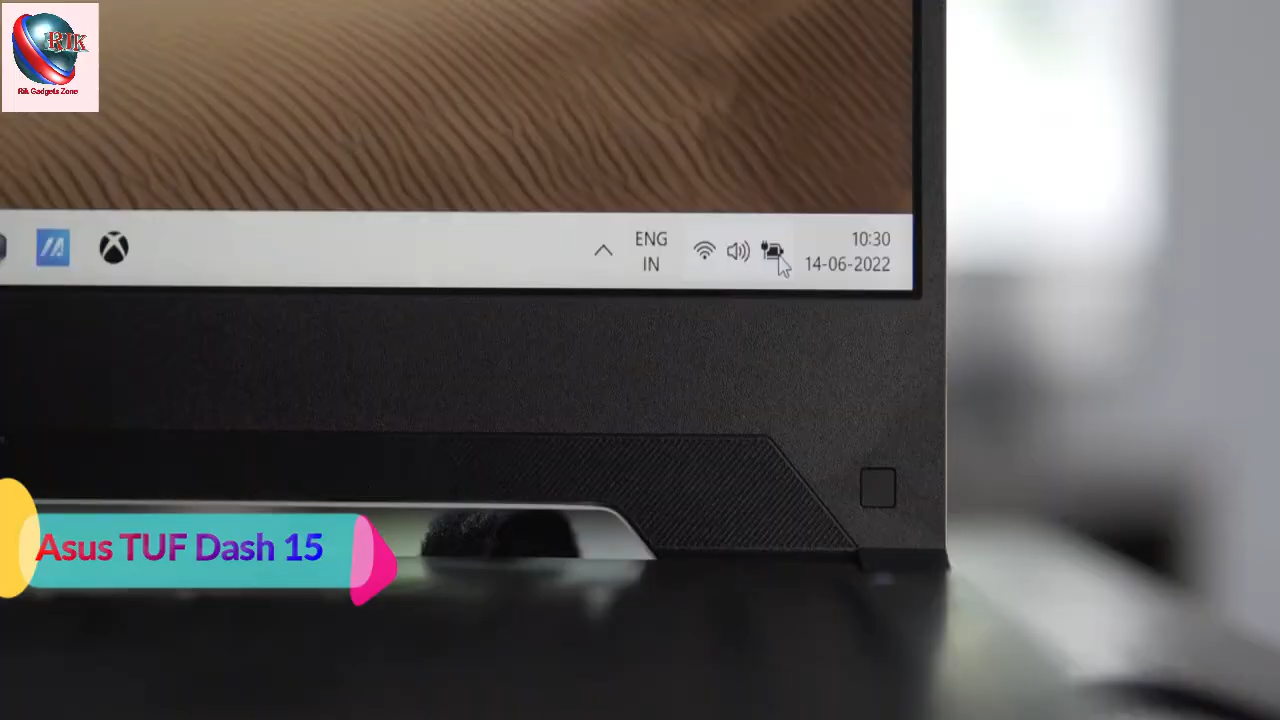 RIK
Rik Gadgets Zone
ENG
IN
10:30
14-06-2022
Asus TUF Dash 15